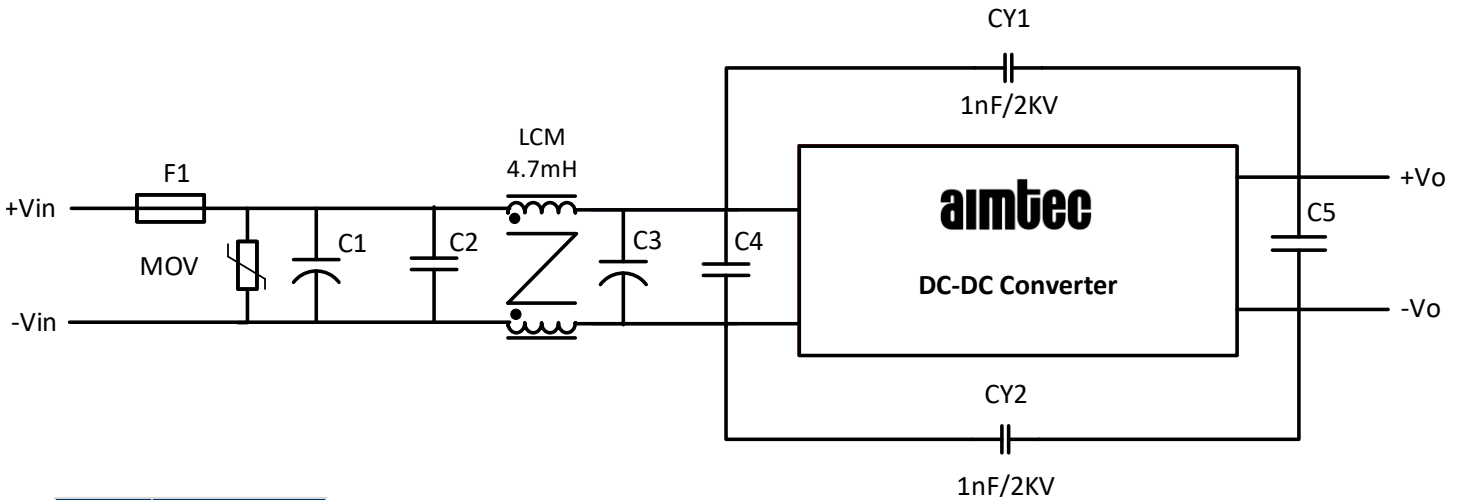 CY1
1nF/2KV
LCM
4.7mH
F1
+Vin
MOV
C1
C2
C3
C4
aimtec
DC-DC Converter
C5
+Vo
-Vin
-Vo
CY2
1nF/2KV